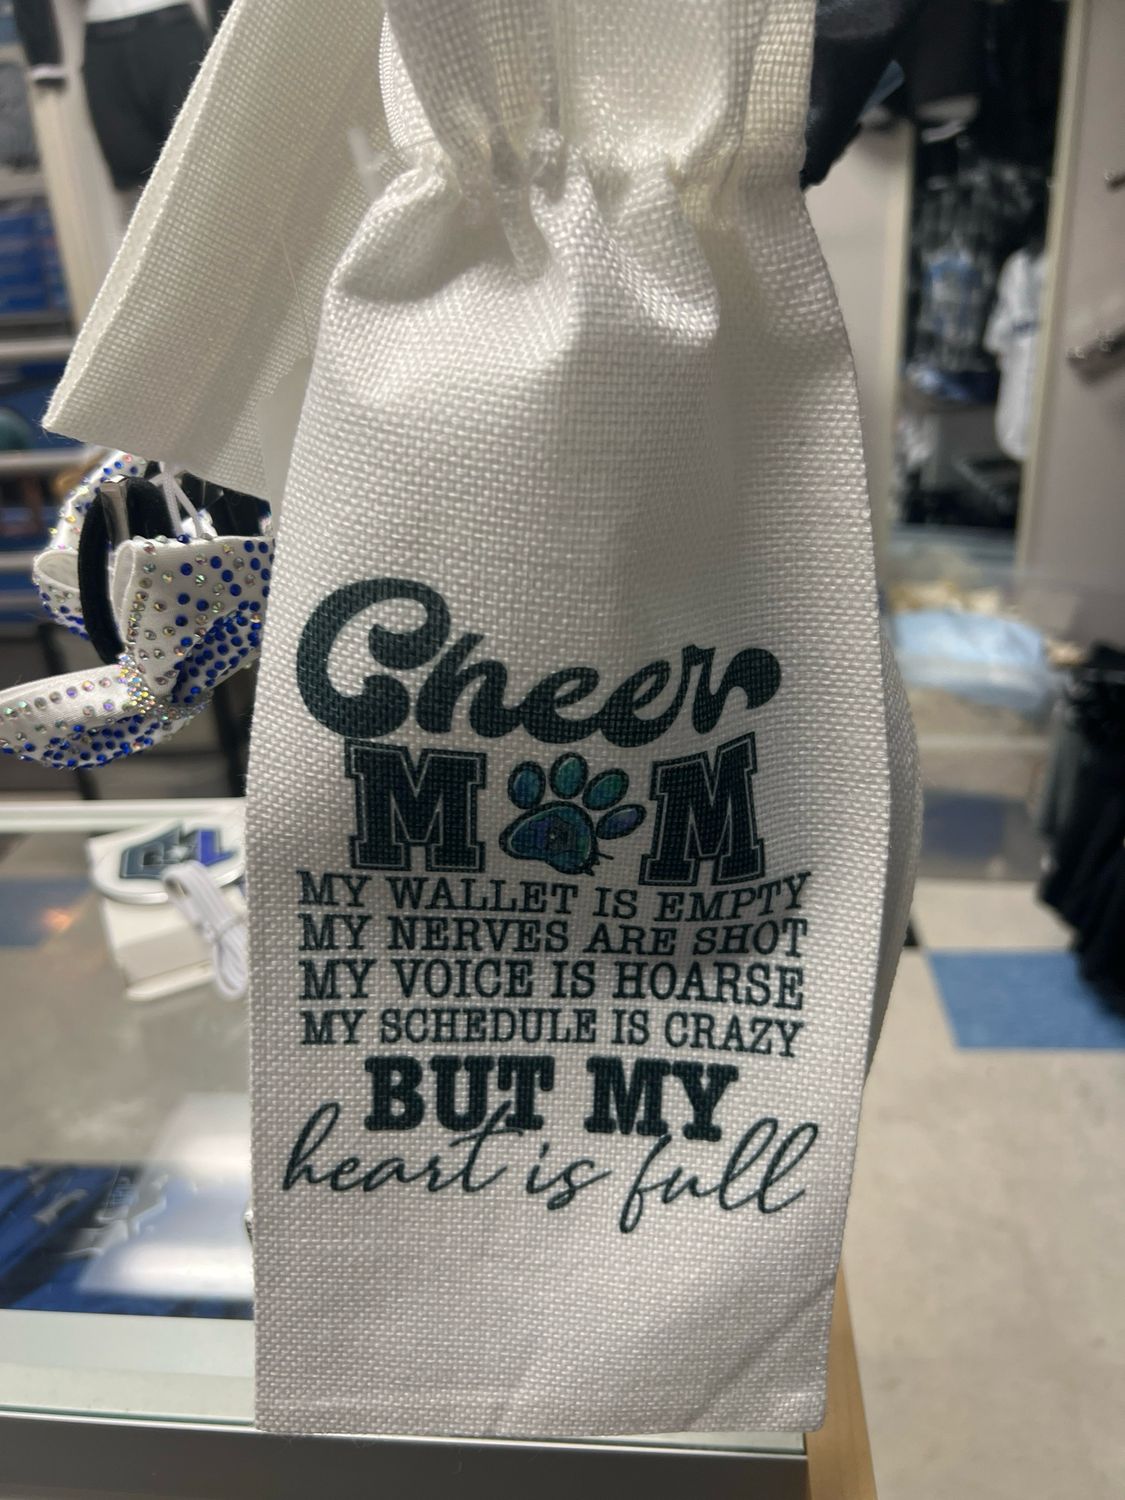 Cheer
MOM
MY WALLET IS EMPTY
MY NERVES ARE SHOT
MY VOICE IS HOARSE
MY SCHEDULE IS CRAZY
BUT MY
heart is full